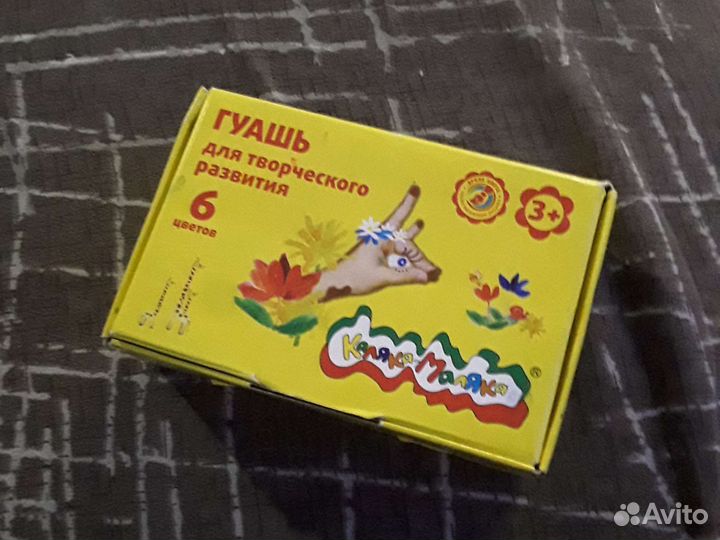 ГУАШЬ
для творческого
развития
6
цветов
3+
Каляка-Маляка®
Avito